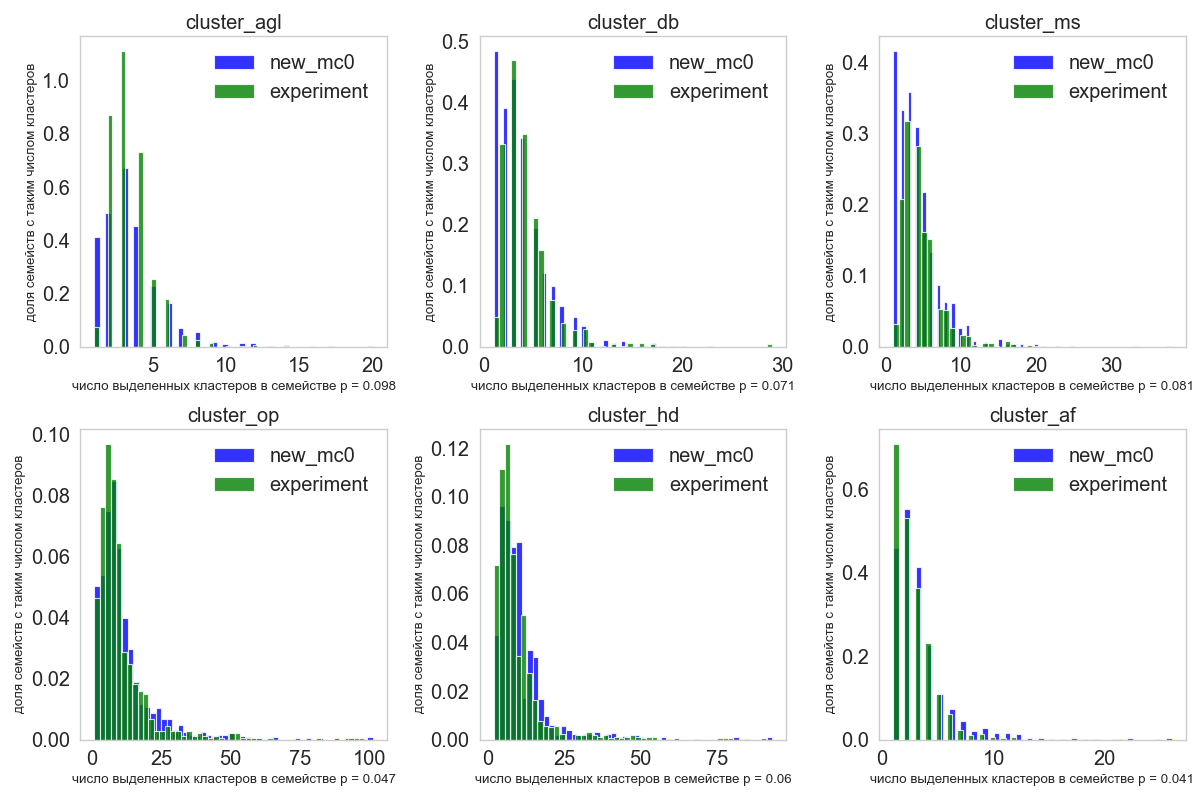 cluster_agl
new_mc0
experiment
доля семейств с таким числом кластеров
1.0
0.8
0.6
0.4
0.2
0.0
5
10
15
20
число выделенных кластеров в семействе p = 0.098
cluster_db
new_mc0
experiment
доля семейств с таким числом кластеров
0.5
0.4
0.3
0.2
0.1
0.0
0
10
20
30
число выделенных кластеров в семействе p = 0.071
cluster_ms
new_mc0
experiment
доля семейств с таким числом кластеров
0.4
0.3
0.2
0.1
0.0
0
10
20
30
число выделенных кластеров в семействе p = 0.081
cluster_op
new_mc0
experiment
доля семейств с таким числом кластеров
0.10
0.08
0.06
0.04
0.02
0.00
0
25
50
75
100
число выделенных кластеров в семействе p = 0.047
cluster_hd
new_mc0
experiment
доля семейств с таким числом кластеров
0.12
0.10
0.08
0.06
0.04
0.02
0.00
0
25
50
75
число выделенных кластеров в семействе p = 0.06
cluster_af
new_mc0
experiment
доля семейств с таким числом кластеров
0.6
0.4
0.2
0.0
0
10
20
число выделенных кластеров в семействе p = 0.041